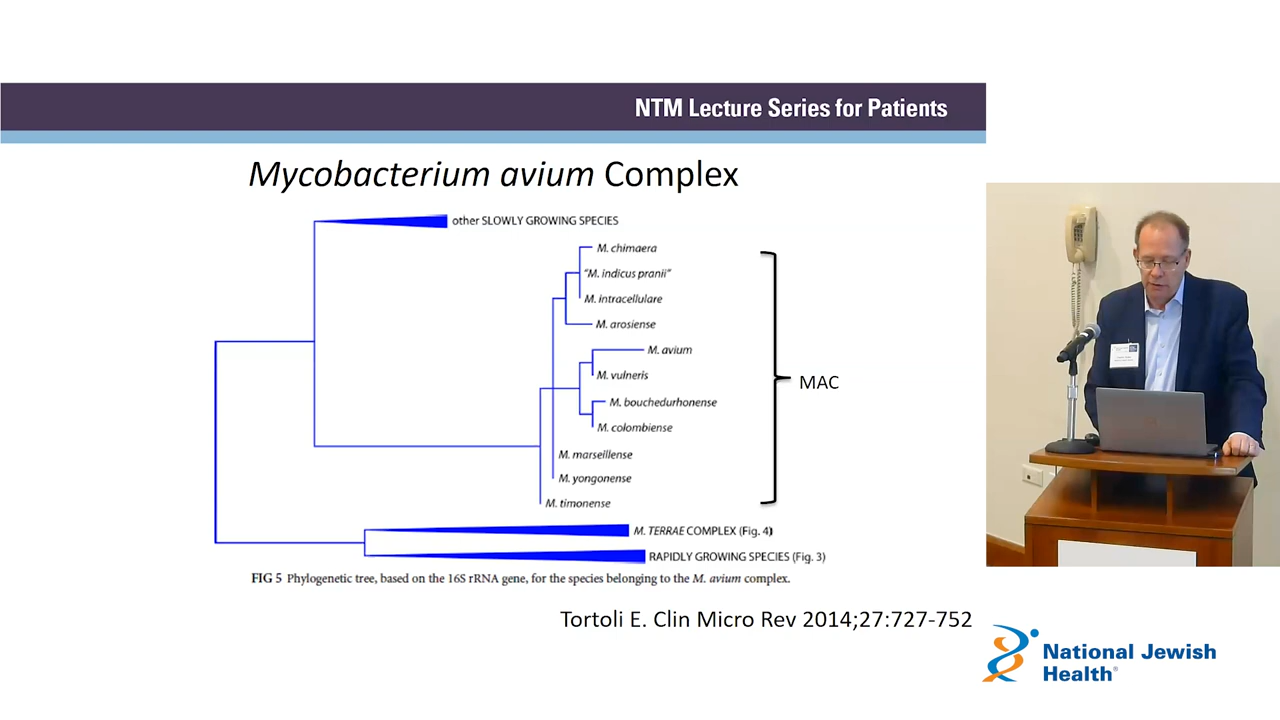 NTM Lecture Series for Patients
Mycobacterium avium Complex
other SLOWLY GROWING SPECIES
M. chimaera
"M. indicus pranii"
M. intracellulare
M. arosiense
M. avium
M. vulneris
M. bouchedurhonense
M. colombiense
M. marseillense
M. yongonense
M. timonense
MAC
M. TERRAE COMPLEX (Fig. 4)
RAPIDLY GROWING SPECIES (Fig. 3)
FIG 5 Phylogenetic tree, based on the 16S rRNA gene, for the species belonging to the M. avium complex.
Tortoli E. Clin Micro Rev 2014;27:727-752
National Jewish
Health®